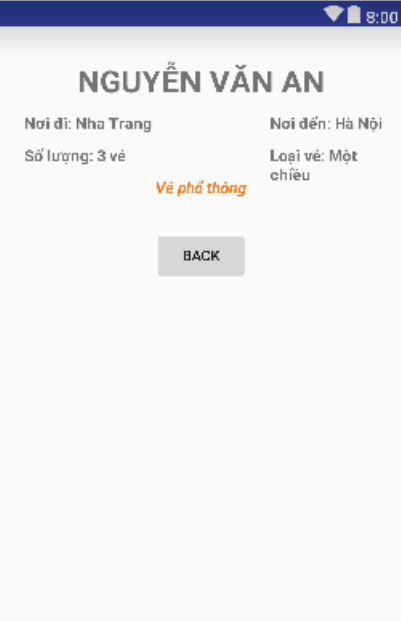 8:00
NGUYỄN VĂN AN
Nơi đi: Nha Trang
Nơi đến: Hà Nội
Số lượng: 3 vé
Loại vé: Một
chiều
Vé phổ thông
BACK